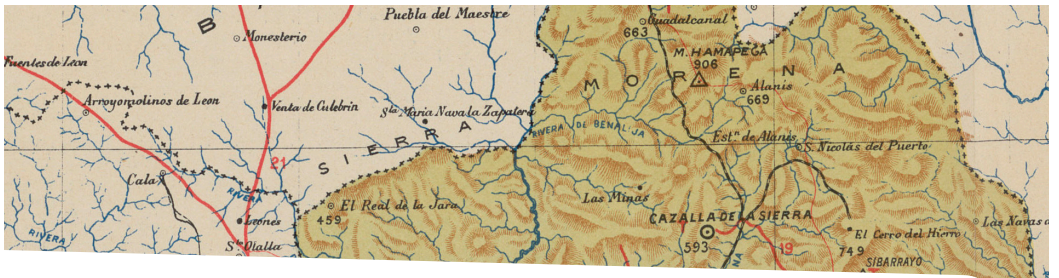 B
Puebla del Maestre
Guadalcanal
663
Monesterio
M. HAMAPEGA
906
Fuentes de Leon
MORENA
Alanis
669
Arroyomolinos de Leon
Venta de Culebrin
Sta. Maria Nava la Zapatera
SIERRA
RIVERA DE BENALIJA
Estn. de Alanis
S. Nicolás del Puerto
21
Cala
RIVERA
Las Minas
El Real de la Jara
459
Leones
CAZALLA DE LA SIERRA
593
Las Navas
El Cerro del Hierro
RIVERA
Sta. Olalla
19
749
NA
SIBARRAYO